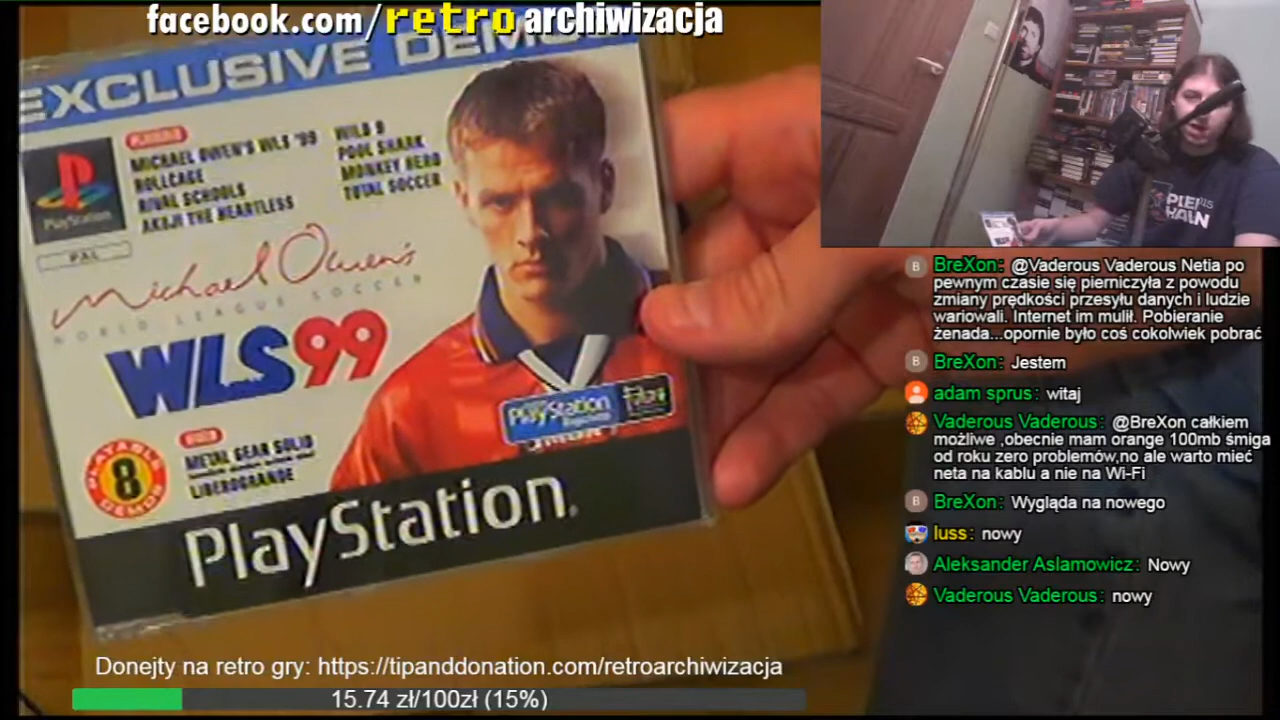 facebook.com/retro archiwizacja
EXCLUSIVE DEMO
PLAYABLE
MICHAEL OWEN'S WLS '99
ROLLCAGE
RIVAL SCHOOLS
AKUJI THE HEARTLESS
WILD 9
POOL SHARK
MONKEY HERO
TOTAL SOCCER
PlayStation
PAL
Michael Owen's
WORLD LEAGUE SOCCER
WLS99
PlayStation
PLAYABLE
8
DEMOS
VIDEO
METAL GEAR SOLID
LIBEROGRANDE
PlayStation
BreXon: @Vaderous Vaderous Netia po
pewnym czasie się pierniczyła z powodu
zmiany prędkości przesyłu danych i ludzie
wariowali. Internet im mulił. Pobieranie
żenada...opornie było coś cokolwiek pobrać
BreXon: Jestem
adam sprus: witaj
Vaderous Vaderous: @BreXon całkiem
możliwe ,obecnie mam orange 100mb śmiga
od roku zero problemów,no ale warto mieć
neta na kablu a nie na Wi-Fi
BreXon: Wygląda na nowego
luss: nowy
Aleksander Aslamowicz: Nowy
Vaderous Vaderous: nowy
Donejty na retro gry: https://tipanddonation.com/retroarchiwizacja
15.74 zł/100zł (15%)